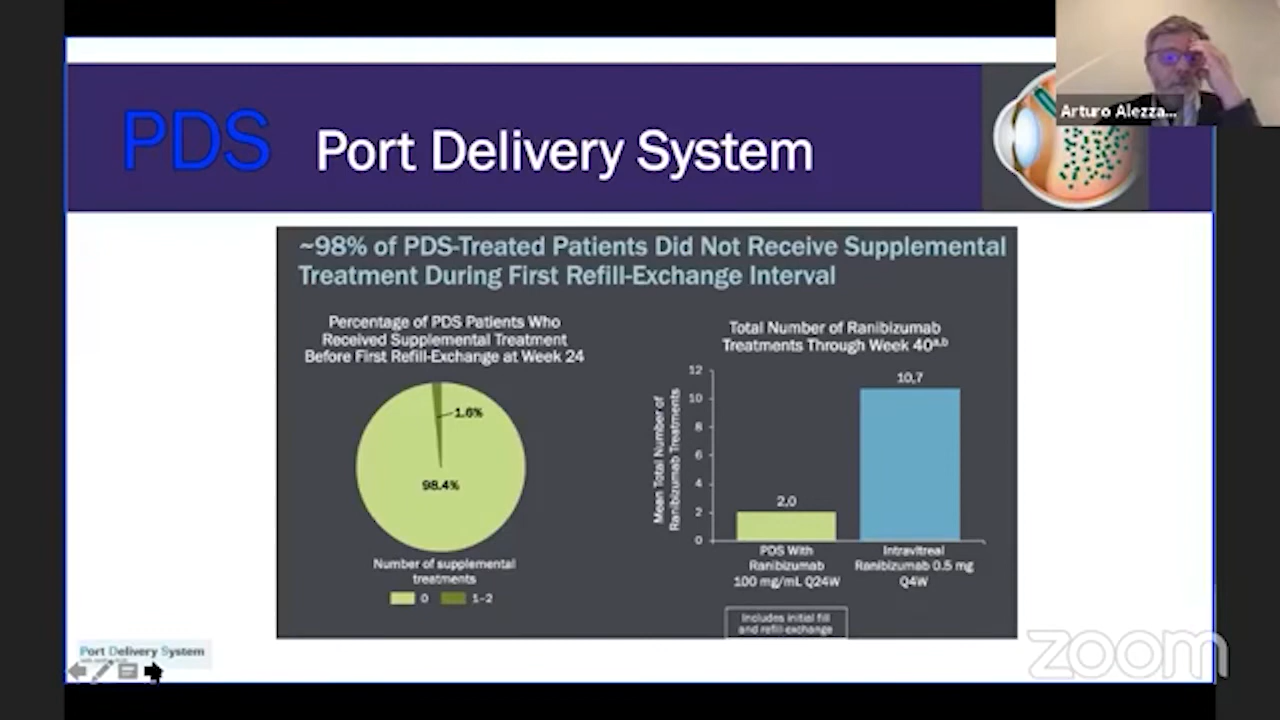 Arturo Alezza...
PDS Port Delivery System
~98% of PDS-Treated Patients Did Not Receive Supplemental
Treatment During First Refill-Exchange Interval
Percentage of PDS Patients Who
Received Supplemental Treatment
Before First Refill-Exchange at Week 24
1.6%
98.4%
Number of supplemental
treatments
0
1-2
Total Number of Ranibizumab
Treatments Through Week 40a,b
Mean Total Number of
Ranibizumab Treatments
12
10
8
6
4
2
0
2,0
10,7
PDS With
Ranibizumab
100 mg/mL Q24W
Intravitreal
Ranibizumab 0.5 mg
Q4W
Includes initial fill
and refill-exchange
Port Delivery System
zoom